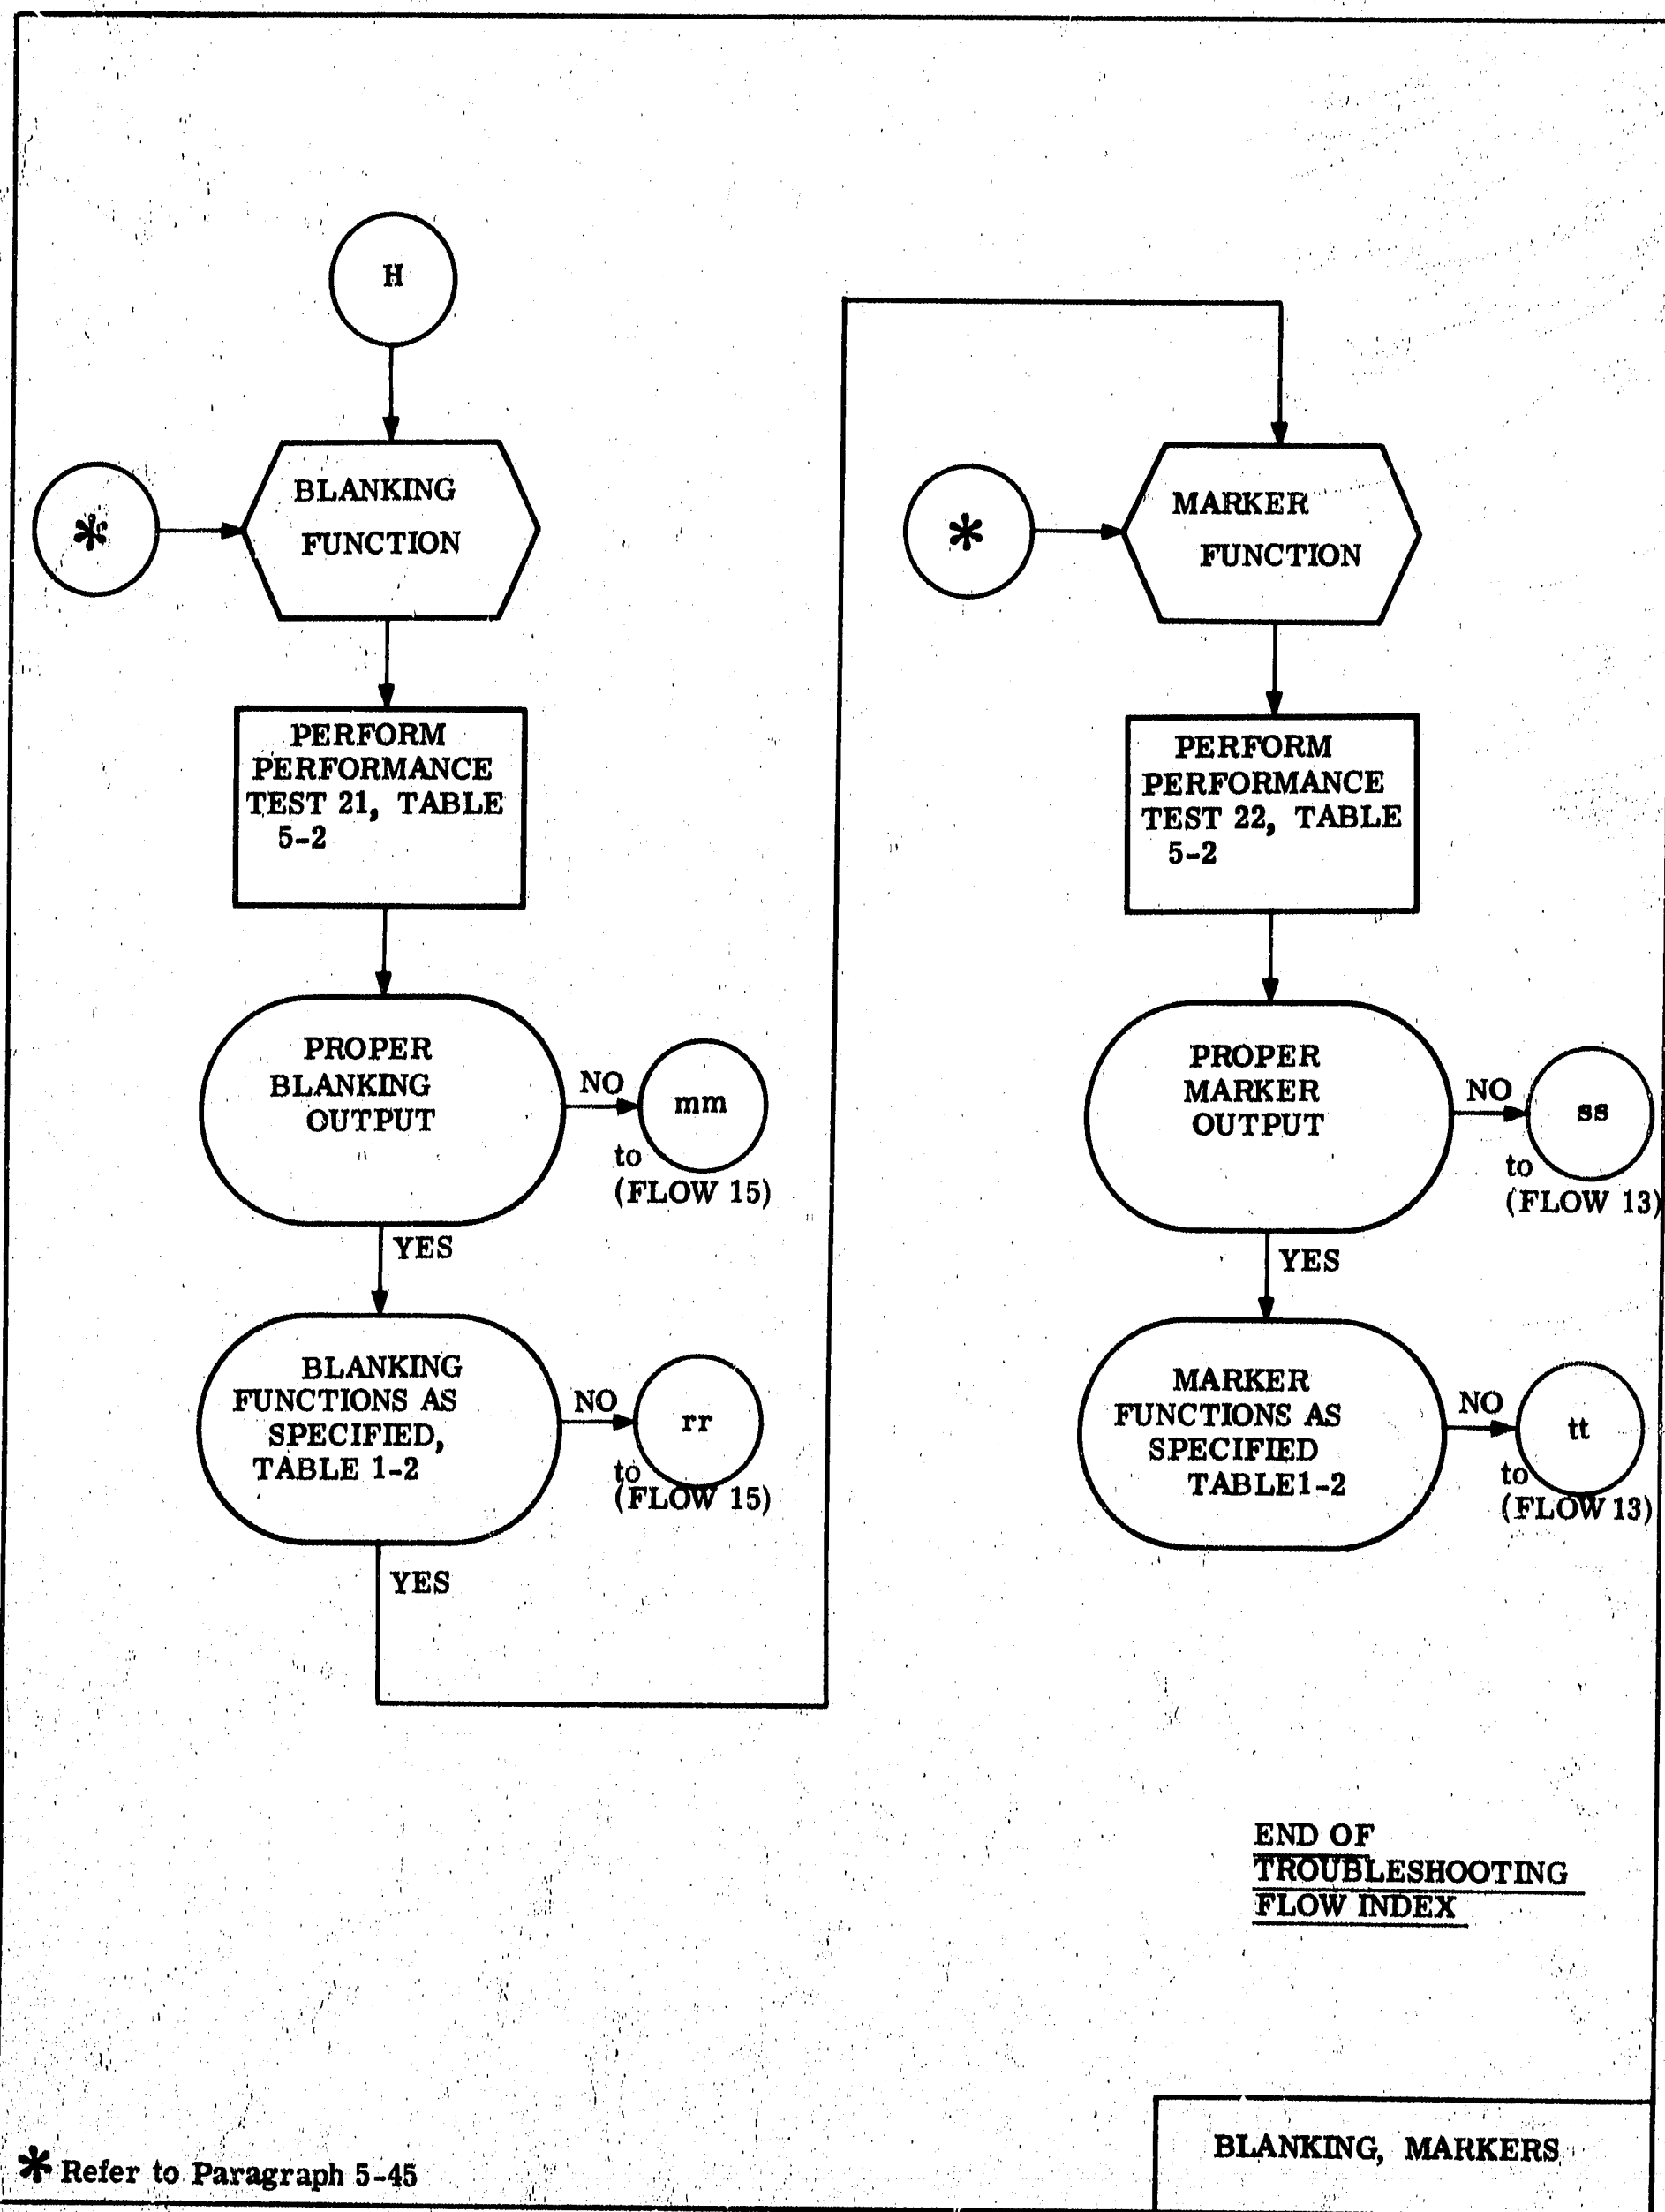 H
*
BLANKING
FUNCTION
PERFORM
PERFORMANCE
TEST 21, TABLE
5-2
PROPER
BLANKING
OUTPUT
NO
mm
to
(FLOW 15)
YES
BLANKING
FUNCTIONS AS
SPECIFIED,
TABLE 1-2
NO
rr
to
(FLOW 15)
YES
*
MARKER
FUNCTION
PERFORM
PERFORMANCE
TEST 22, TABLE
5-2
PROPER
MARKER
OUTPUT
NO
ss
to
(FLOW 13)
YES
MARKER
FUNCTIONS AS
SPECIFIED
TABLE1-2
NO
tt
to
(FLOW 13)
END OF
TROUBLESHOOTING
FLOW INDEX
* Refer to Paragraph 5-45
BLANKING, MARKERS